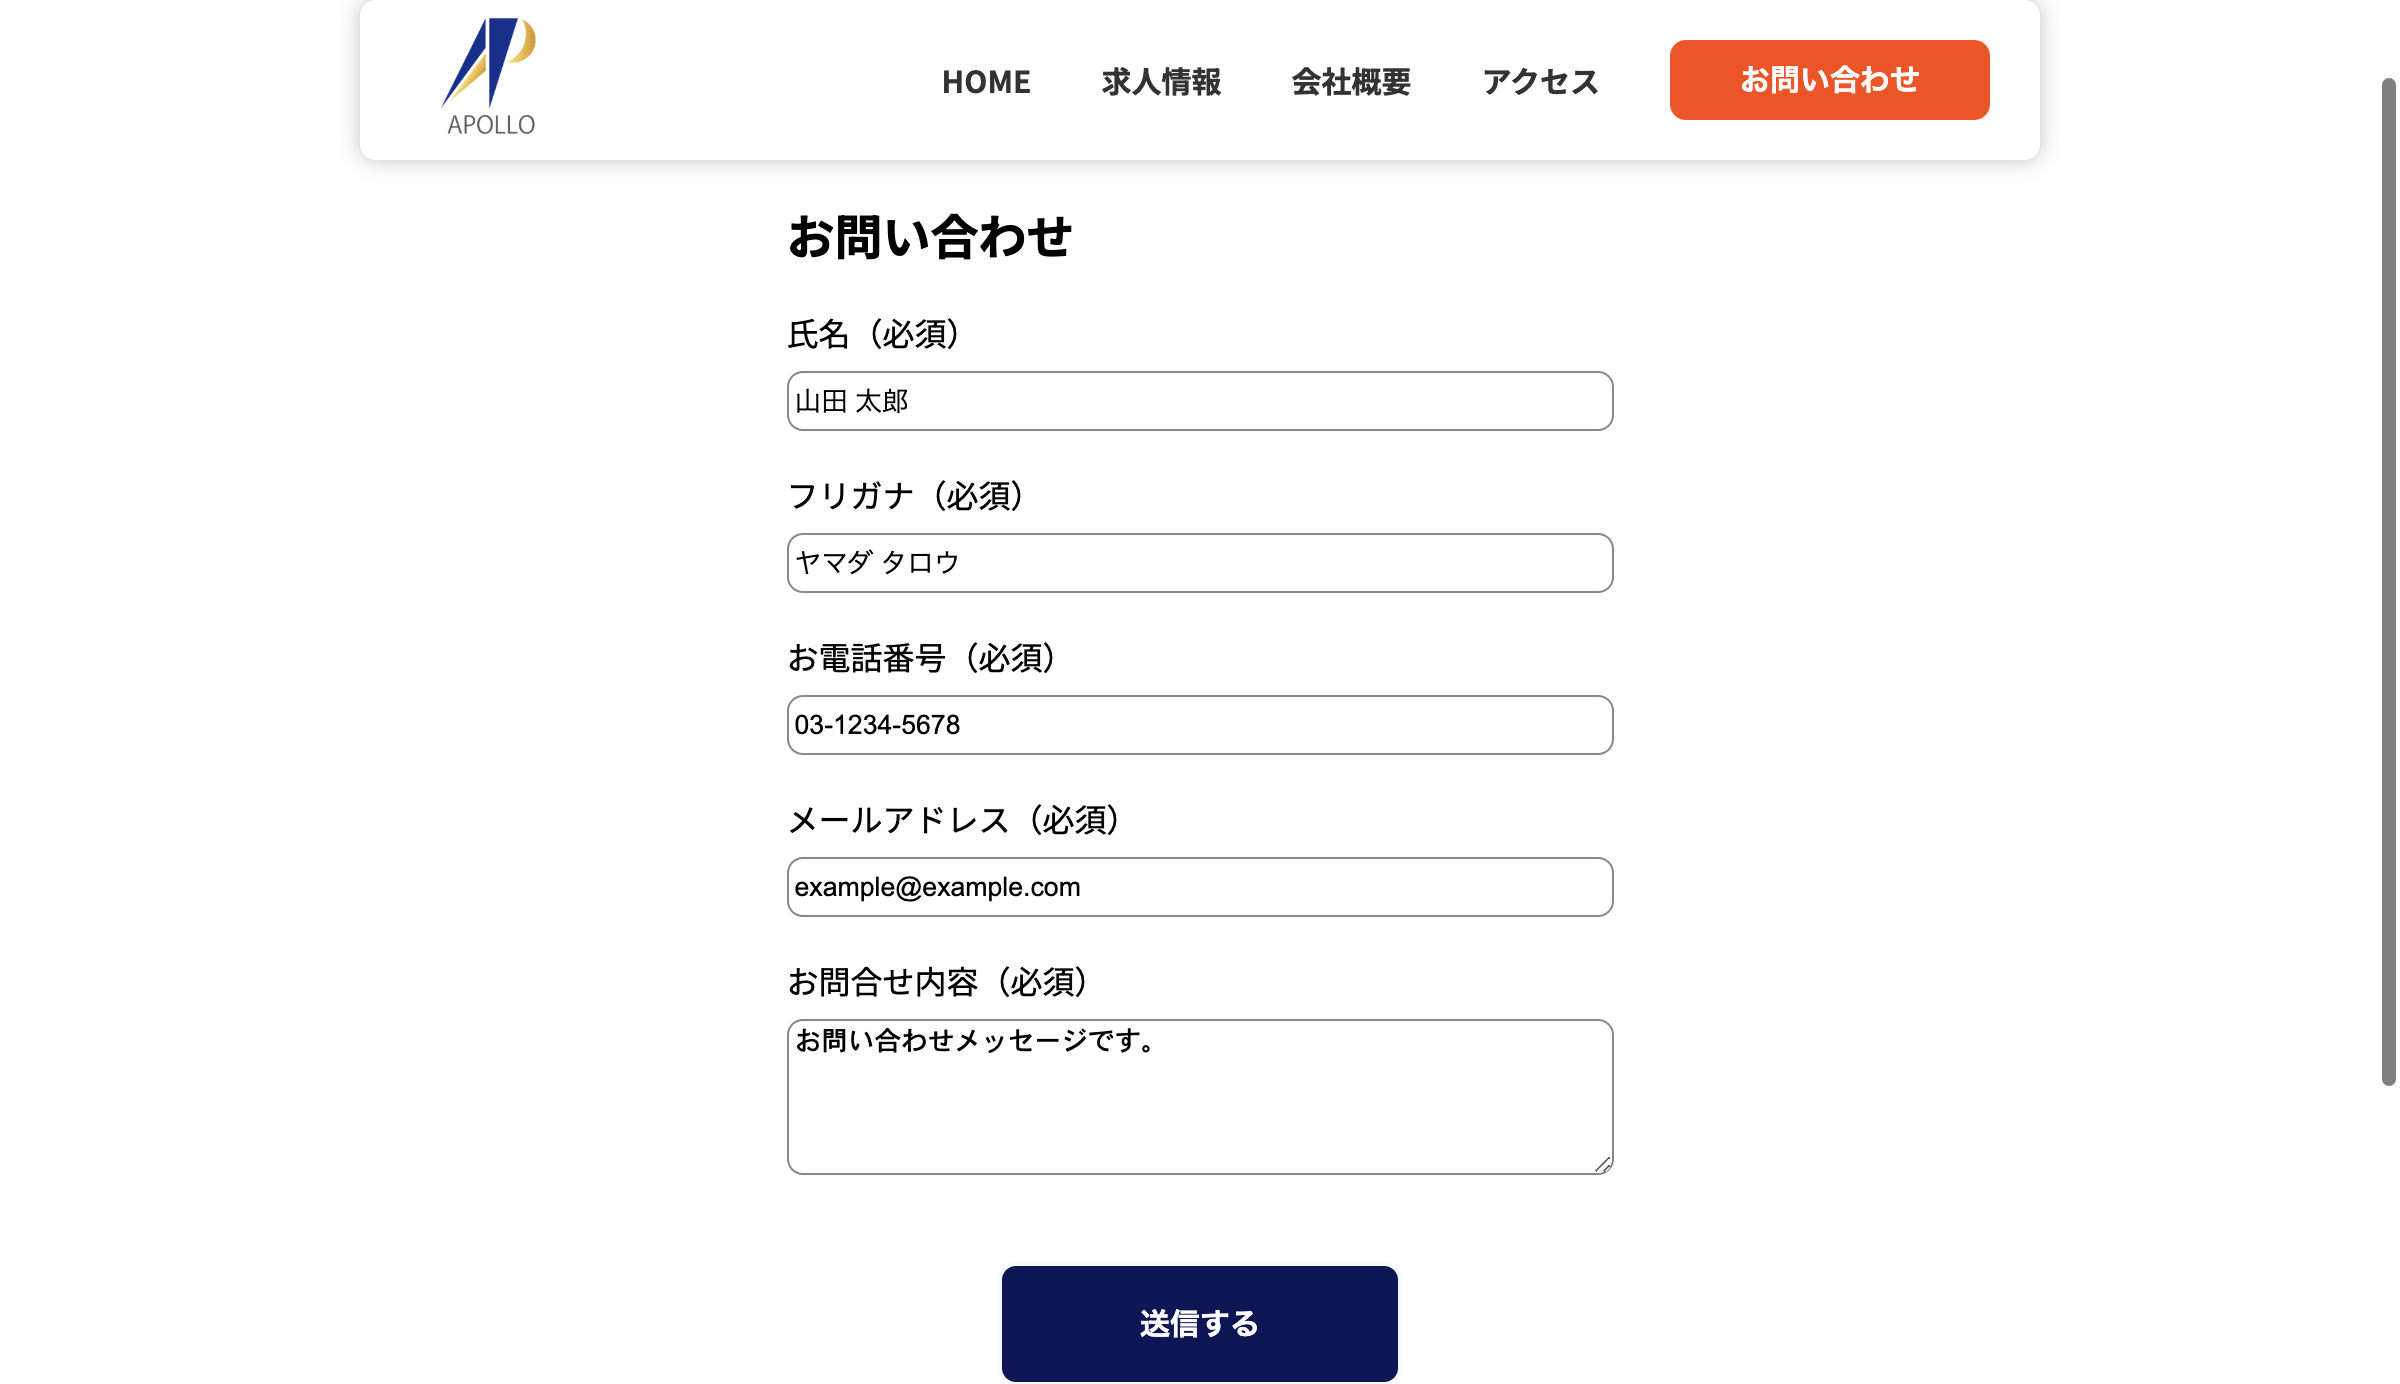 APOLLO
HOME 求人情報 会社概要 アクセス お問い合わせ
お問い合わせ
氏名（必須）
山田 太郎
フリガナ（必須）
ヤマダ タロウ
お電話番号（必須）
03-1234-5678
メールアドレス（必須）
example@example.com
お問合せ内容（必須）
お問い合わせメッセージです。
送信する